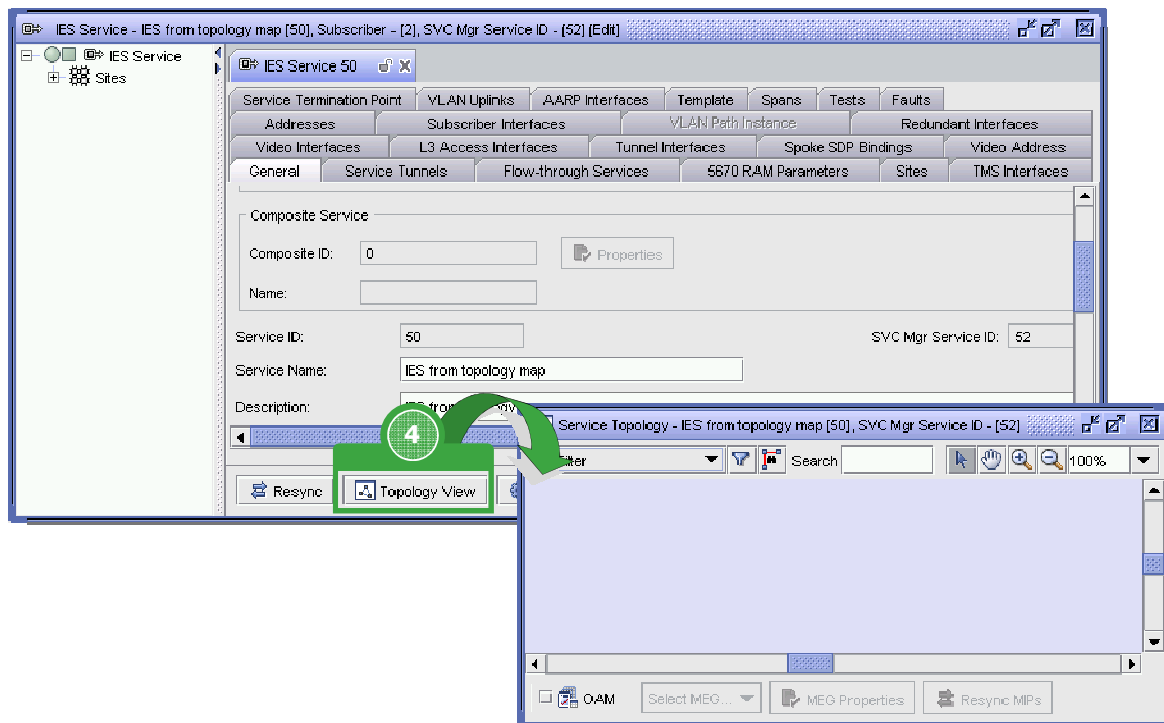 IES Service - IES from topology map [50], Subscriber - [2], SVC Mgr Service ID - [52] [Edit]
IES Service
Sites
IES Service 50
Service Termination Point VLAN Uplinks AARP Interfaces Template Spans Tests Faults
Addresses Subscriber Interfaces VLAN Path Instance Redundant Interfaces
Video Interfaces L3 Access Interfaces Tunnel Interfaces Spoke SDP Bindings Video Address
General Service Tunnels Flow-through Services 5670 RAM Parameters Sites TMS Interfaces
Composite Service
Composite ID: 0 Properties
Name:
Service ID: 50 SVC Mgr Service ID: 52
Service Name: IES from topology map
Description: IES from
4
Resync Topology View
Service Topology - IES from topology map [50], SVC Mgr Service ID - [52]
Search 100%
OAM Select MEG... MEG Properties Resync MIPs